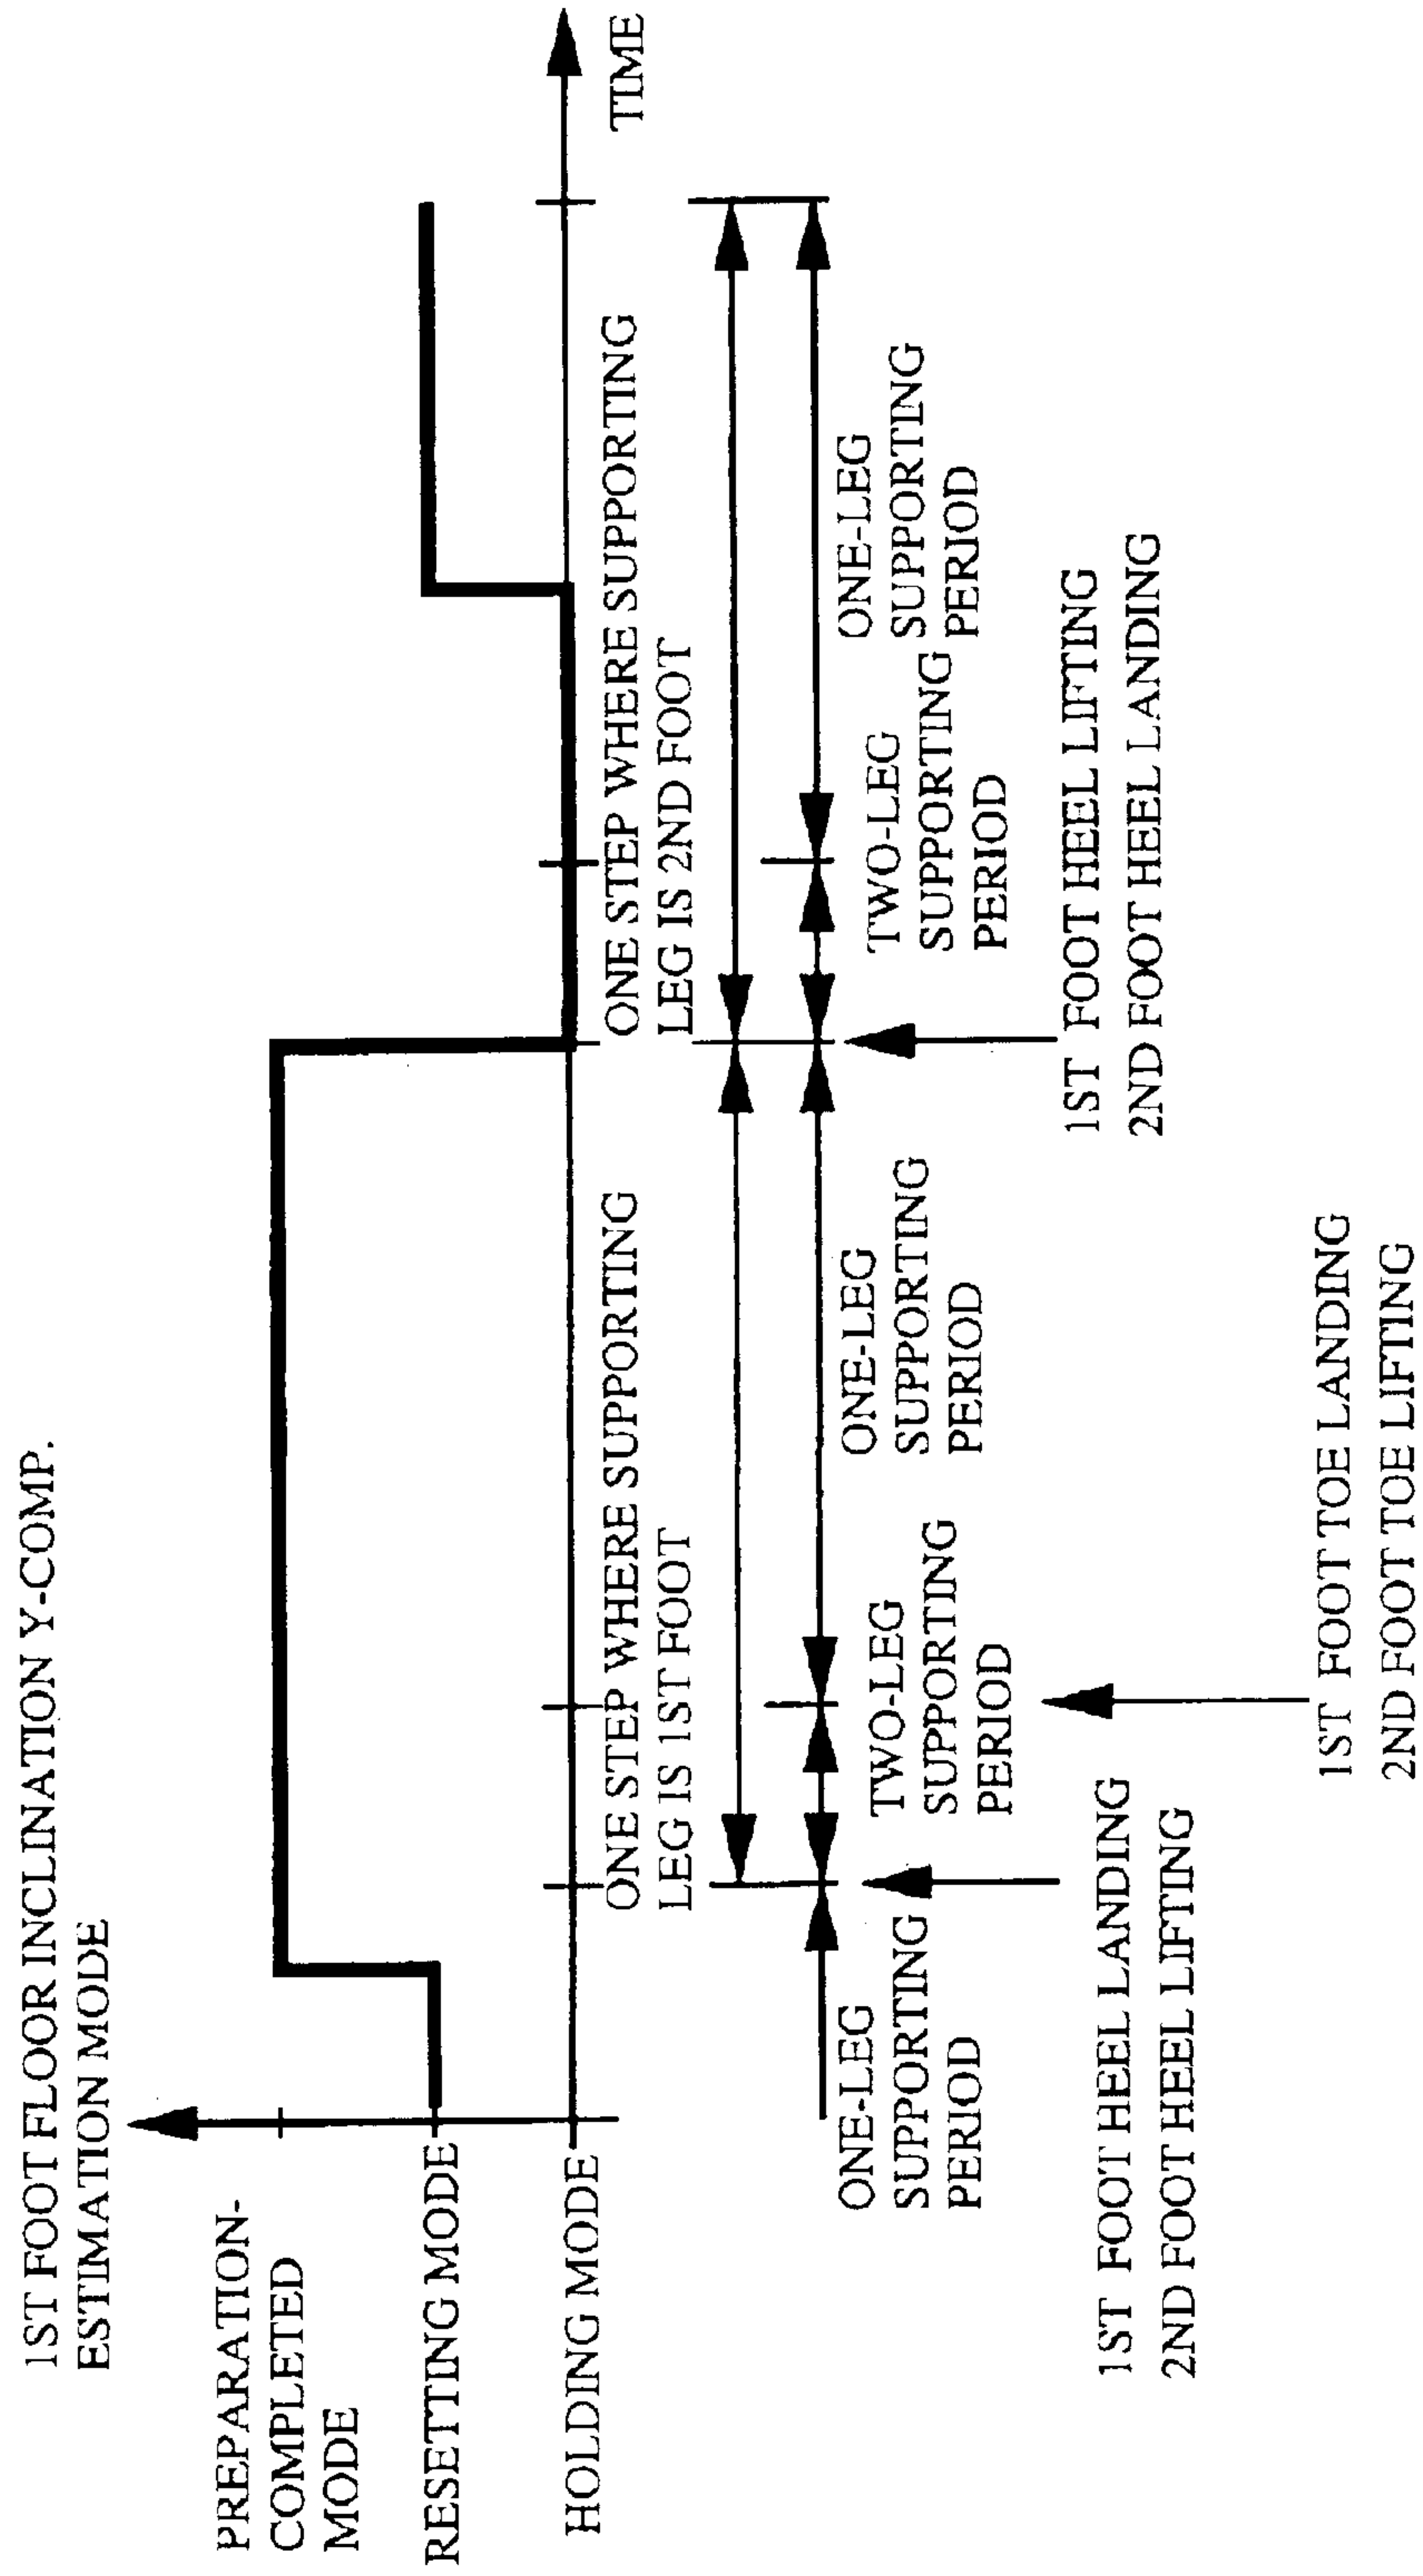 1ST FOOT FLOOR INCLINATION Y-COMP.
ESTIMATION MODE
PREPARATION-
COMPLETED
MODE
RESETTING MODE
HOLDING MODE
TIME
ONE STEP WHERE SUPPORTING
LEG IS 1ST FOOT
ONE STEP WHERE SUPPORTING
LEG IS 2ND FOOT
ONE-LEG
SUPPORTING
PERIOD
TWO-LEG
SUPPORTING
PERIOD
ONE-LEG
SUPPORTING
PERIOD
TWO-LEG
SUPPORTING
PERIOD
ONE-LEG
SUPPORTING
PERIOD
1ST FOOT HEEL LANDING
2ND FOOT HEEL LIFTING
1ST FOOT TOE LANDING
2ND FOOT TOE LIFTING
1ST FOOT HEEL LIFTING
2ND FOOT HEEL LANDING